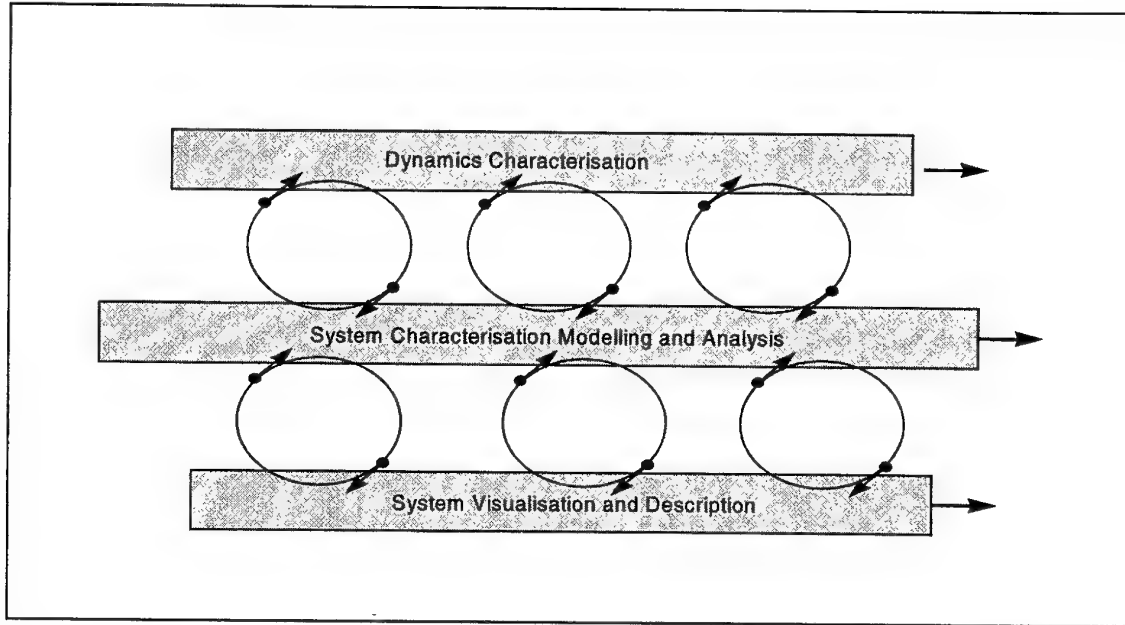 Dynamics Characterisation
System Characterisation Modelling and Analysis
System Visualisation and Description